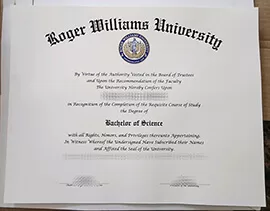 Roger Williams University
By Virtue of the Authority Vested in the Board of Trustees
and Upon the Recommendation of the Faculty
The University Hereby Confers Upon
in Recognition of the Completion of the Requisite Course of Study
the Degree of
Bachelor of Science
with all Rights, Honors, and Privileges thereunto Appertaining.
In Witness Whereof the Undersigned Have Subscribed their Names
and Affixed the Seal of the University.